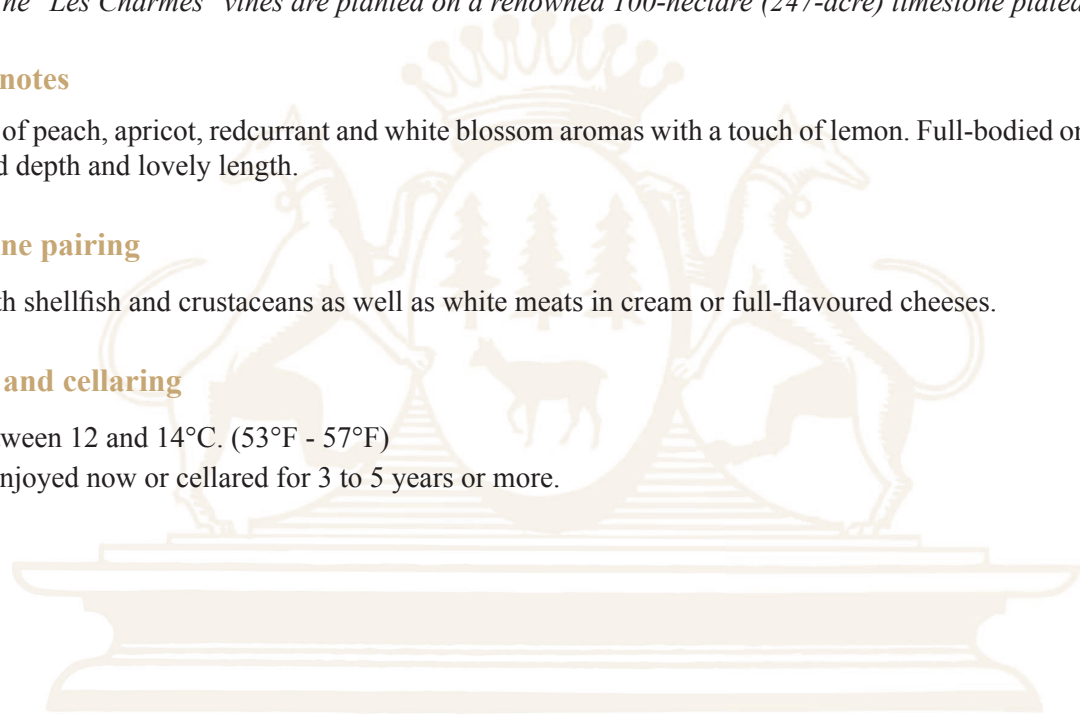 he "Les Charmes" vines are planted on a renowned 100-hectare (247-acre) limestone platea
notes
of peach, apricot, redcurrant and white blossom aromas with a touch of lemon. Full-bodied
d depth and lovely length.
ne pairing
th shellfish and crustaceans as well as white meats in cream or full-flavoured cheeses.
and cellaring
ween 12 and 14°C. (53°F - 57°F)
njoyed now or cellared for 3 to 5 years or more.